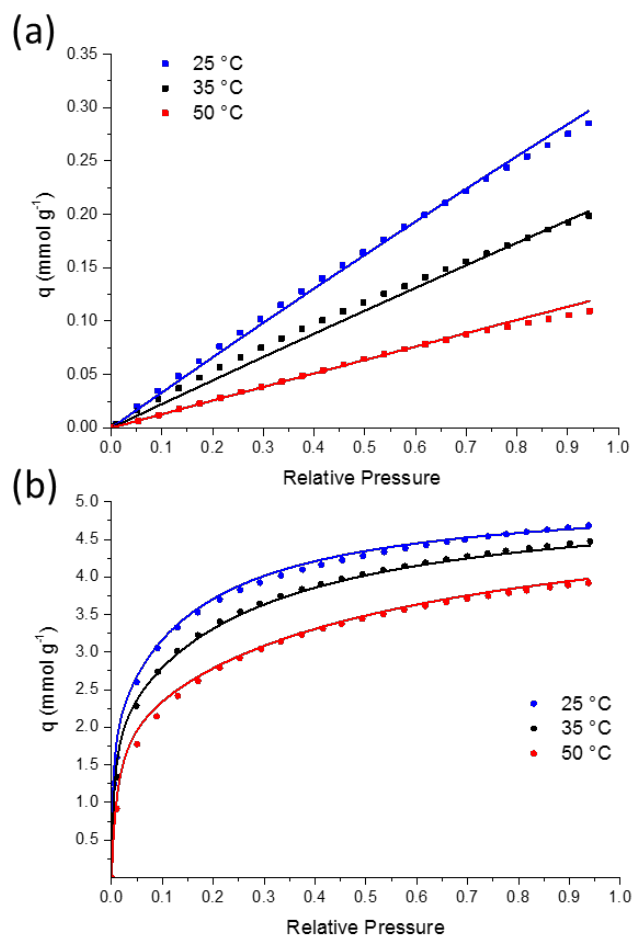 (a)
0.35
0.30
0.25
0.20
0.15
0.10
0.05
0.00
q (mmol g⁻¹)
25 °C
35 °C
50 °C
0.0 0.1 0.2 0.3 0.4 0.5 0.6 0.7 0.8 0.9 1.0
Relative Pressure
(b)
5.0
4.5
4.0
3.5
3.0
2.5
2.0
1.5
1.0
0.5
q (mmol g⁻¹)
25 °C
35 °C
50 °C
0.0 0.1 0.2 0.3 0.4 0.5 0.6 0.7 0.8 0.9 1.0
Relative Pressure